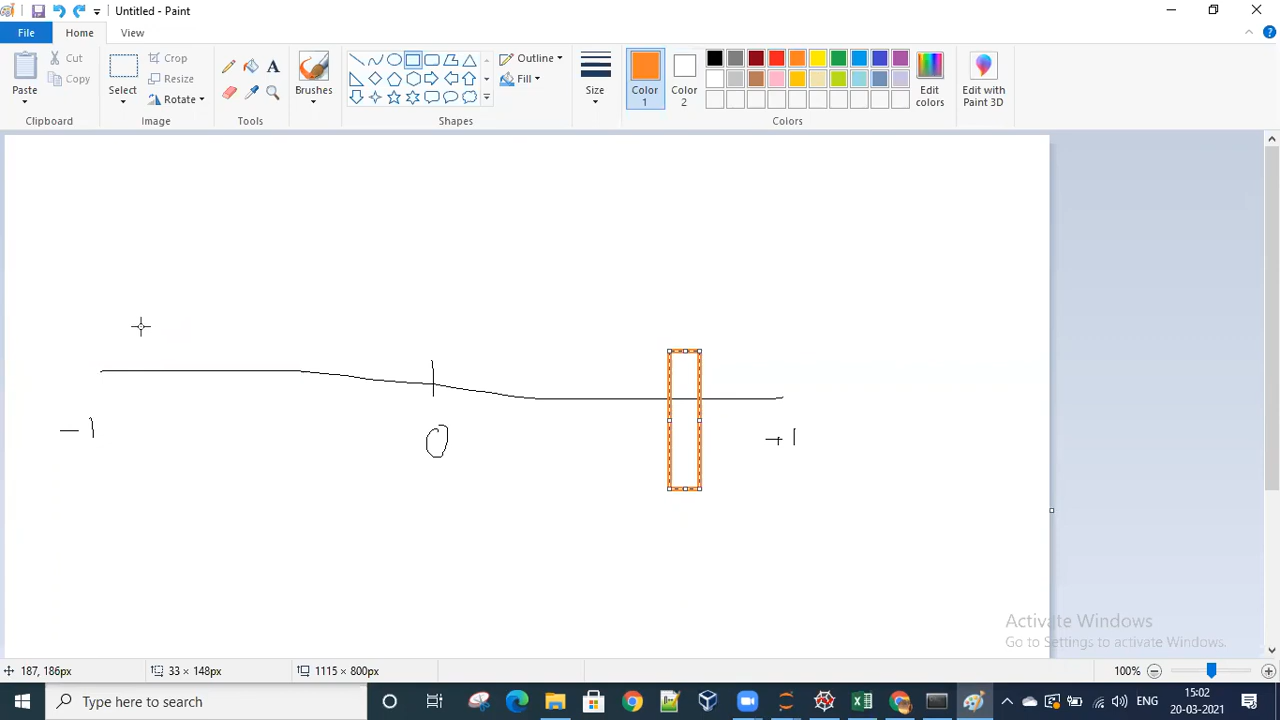 Untitled - Paint
File Home View
Paste
Cut
Copy
Clipboard
Select
Crop
Resize
Rotate
Image
A
Tools
Brushes
Shapes
Outline
Fill
Size
Color 1
Color 2
Edit colors
Colors
Edit with Paint 3D
-1
0
+1
Activate Windows
Go to Settings to activate Windows.
187, 186px 33 × 148px 1115 × 800px 100%
Type here to search
ENG
15:02
20-03-2021